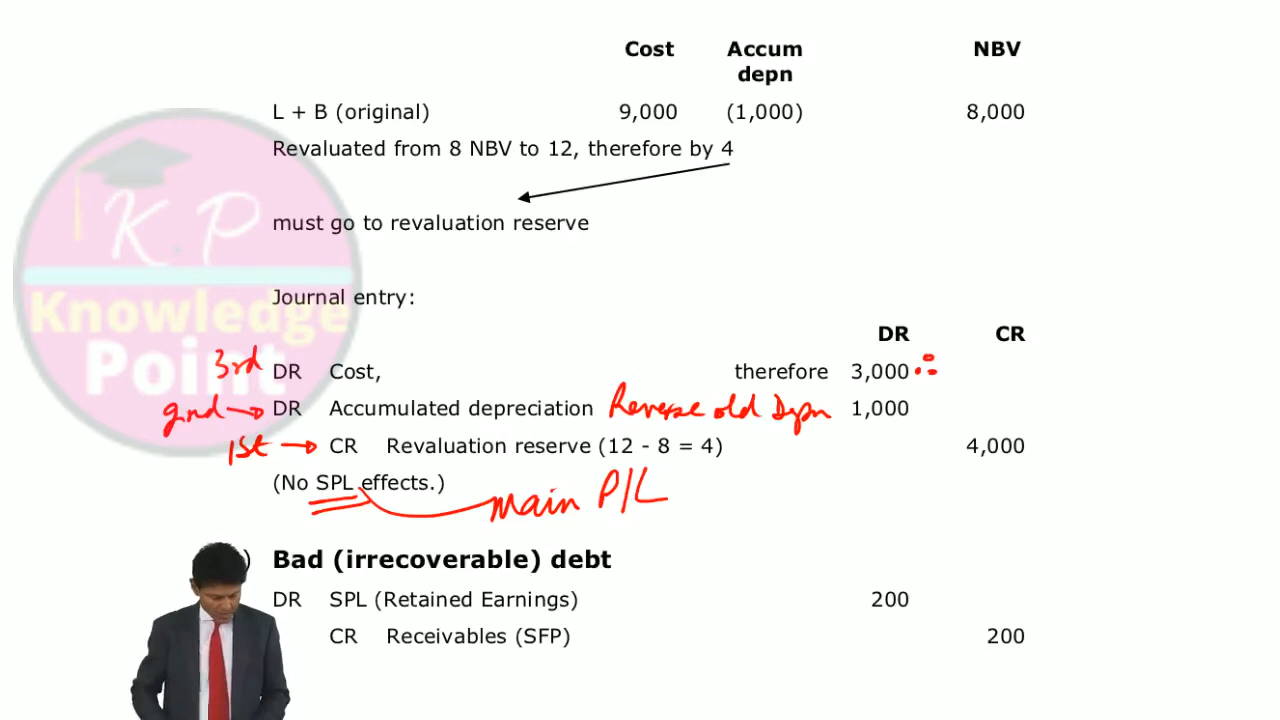 Cost Accum depn NBV
L + B (original) 9,000 (1,000) 8,000
Revaluated from 8 NBV to 12, therefore by 4
must go to revaluation reserve
K.P
Knowledge
Point
Journal entry:
DR CR
3rd DR Cost, therefore 3,000 ∴
2nd → DR Accumulated depreciation Reverse old Depn 1,000
1st → CR Revaluation reserve (12 - 8 = 4) 4,000
(No SPL effects.) main P/L
) Bad (irrecoverable) debt
DR SPL (Retained Earnings) 200
CR Receivables (SFP) 200